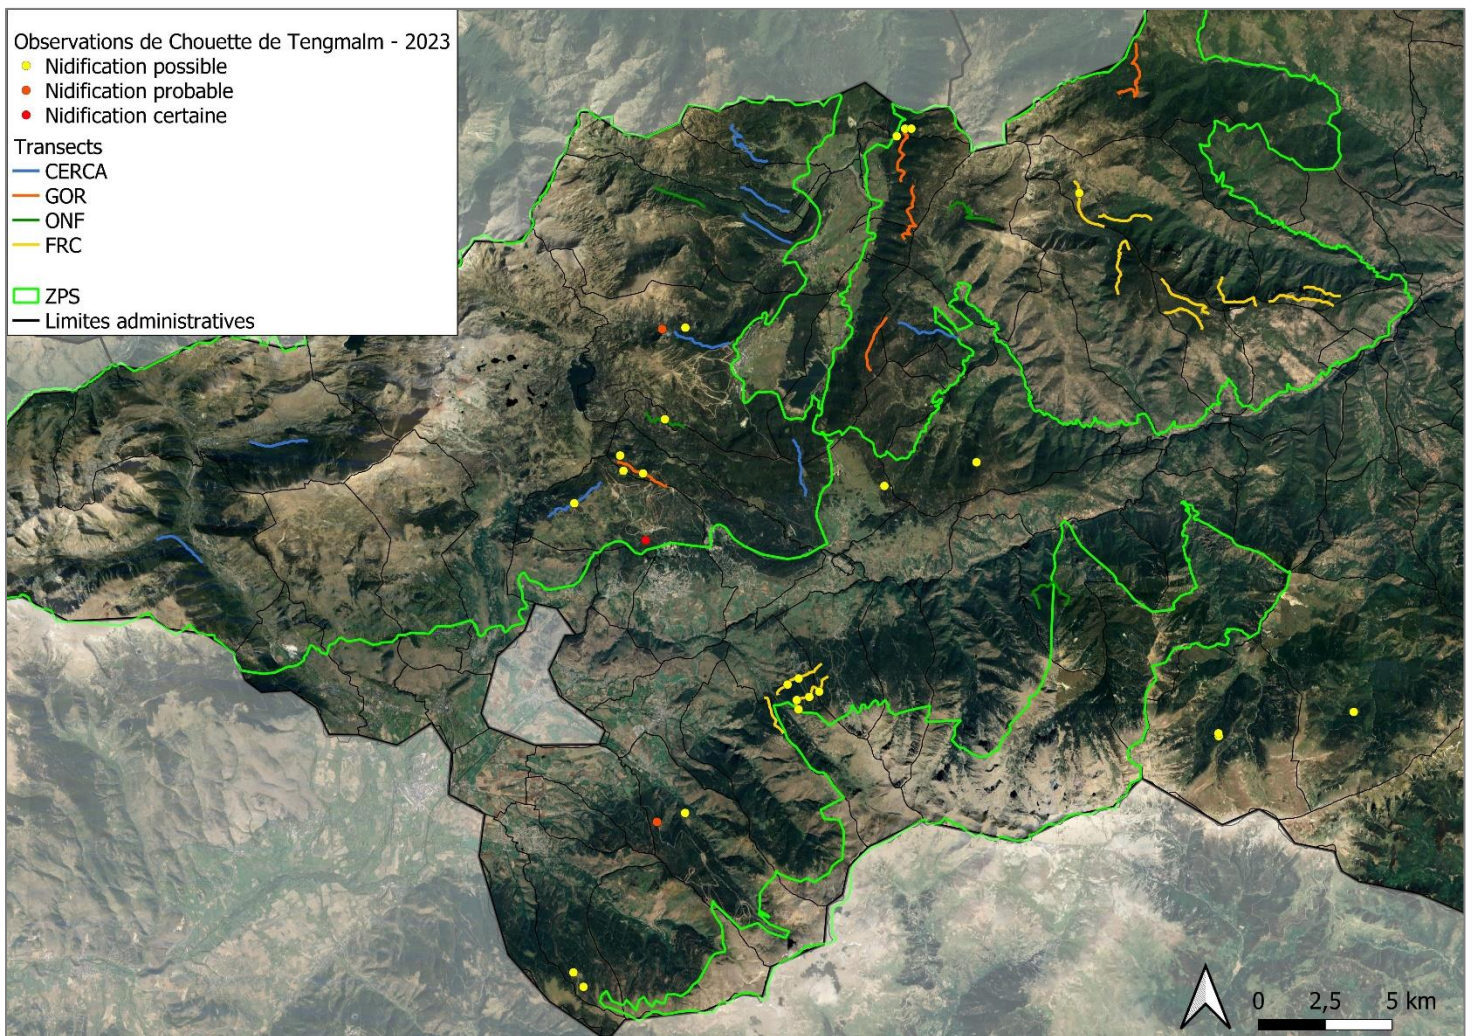 Observations de Chouette de Tengmalm - 2023
Nidification possible
Nidification probable
Nidification certaine
Transects
CERCA
GOR
ONF
FRC
ZPS
Limites administratives
0 2,5 5 km